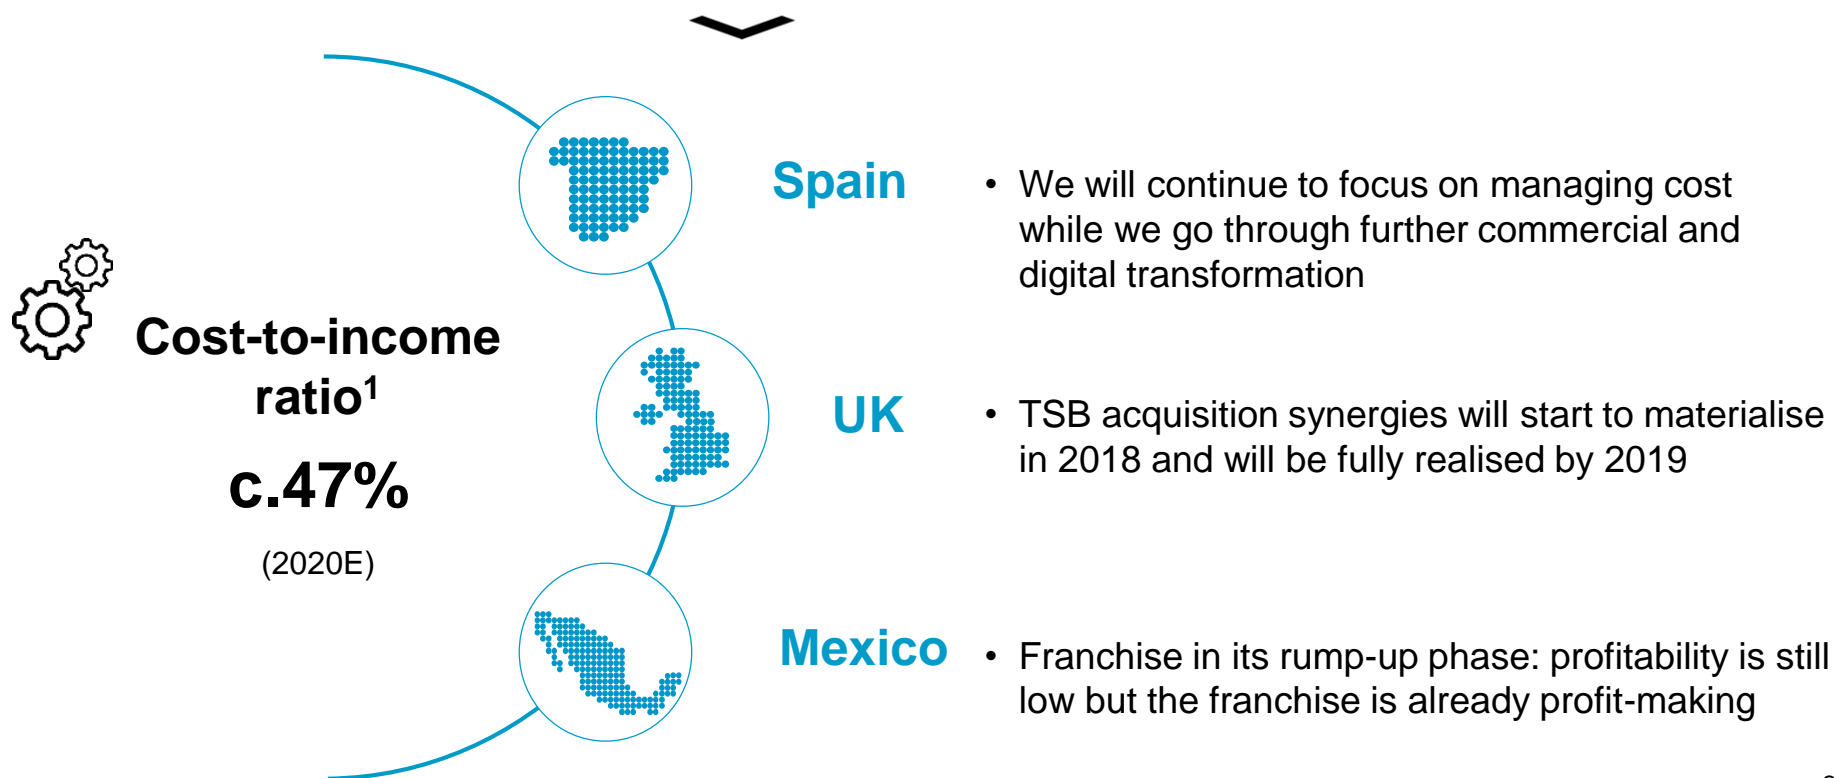 Cost-to-income
ratio1
c.47%
(2020E)
Spain
• We will continue to focus on managing cost
while we go through further commercial and
digital transformation
UK
• TSB acquisition synergies will start to materialise
in 2018 and will be fully realised by 2019
Mexico
• Franchise in its rump-up phase: profitability is still
low but the franchise is already profit-making